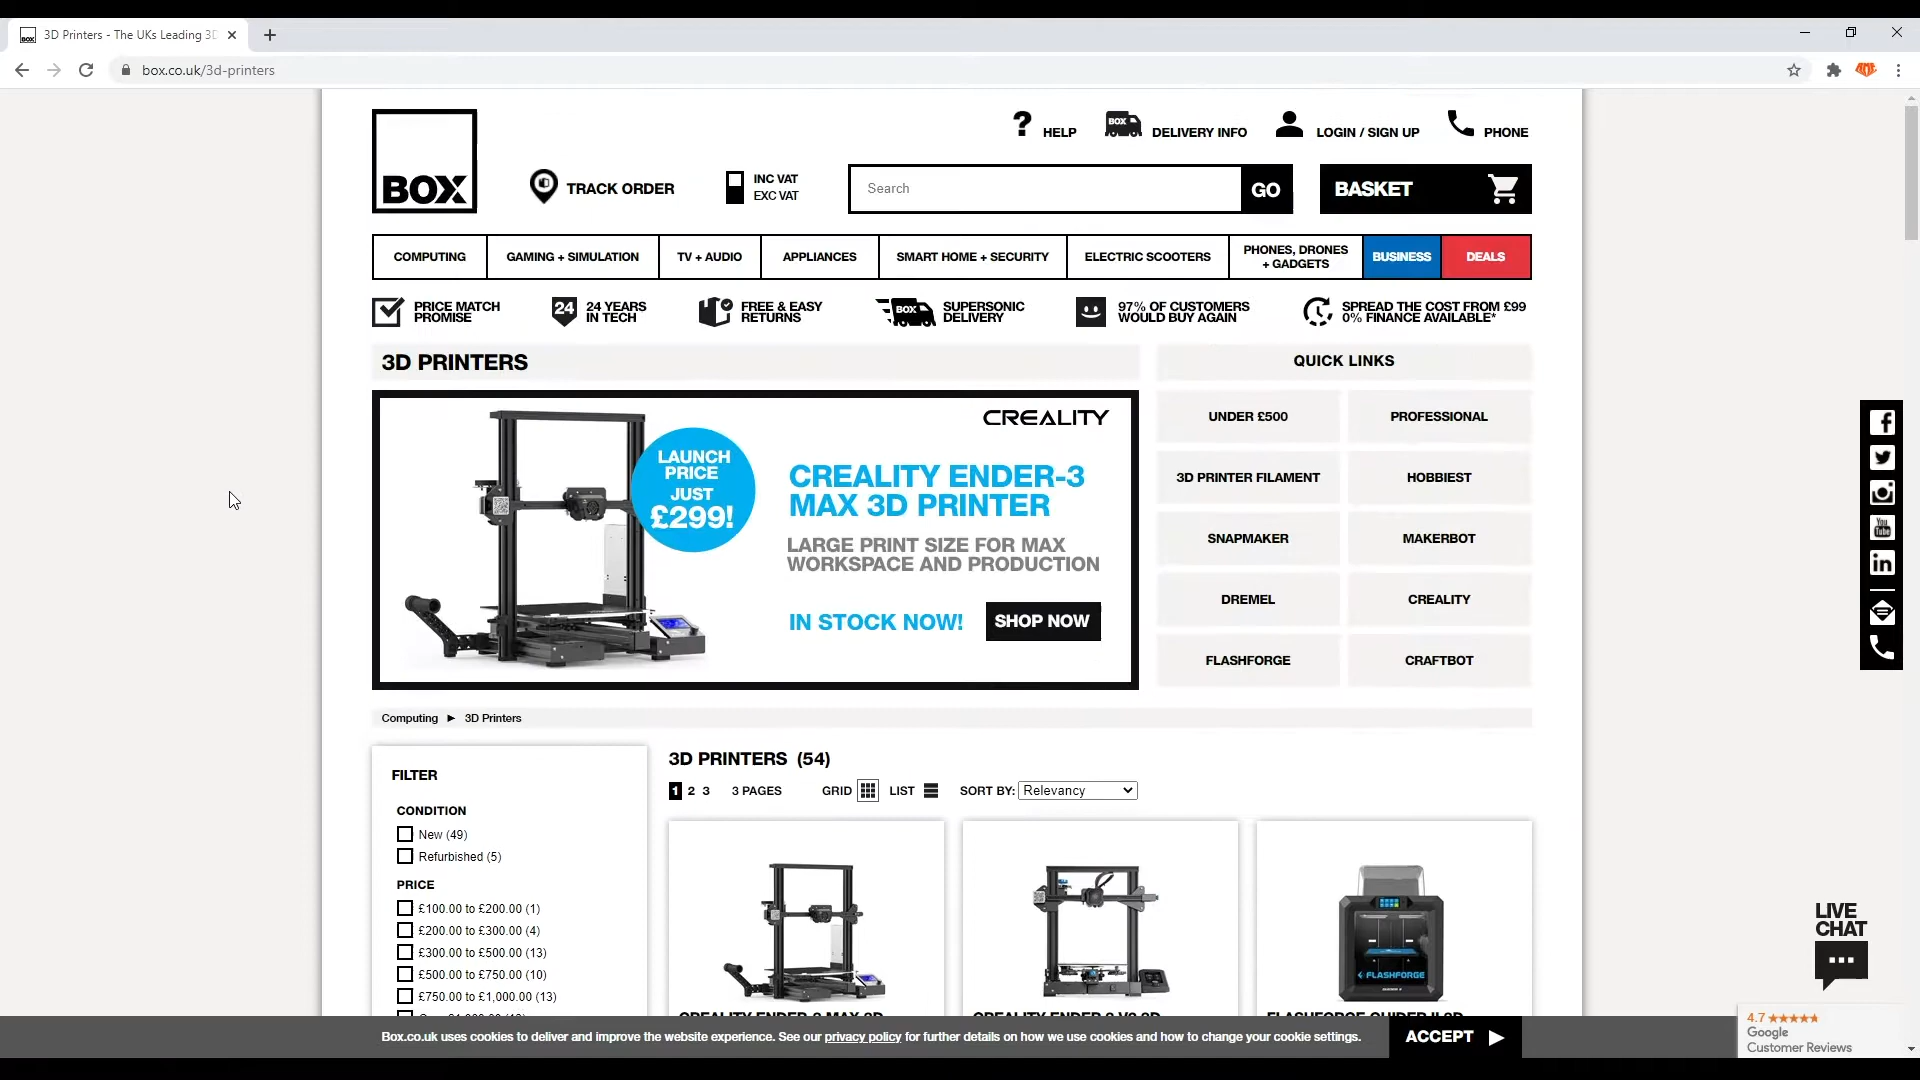 3D Printers - The UKs Leading 3D
box.co.uk/3d-printers
BOX
? HELP
BOX
DELIVERY INFO
LOGIN / SIGN UP
PHONE
TRACK ORDER
INC VAT
EXC VAT
Search
GO
BASKET
COMPUTING
GAMING + SIMULATION
TV + AUDIO
APPLIANCES
SMART HOME + SECURITY
ELECTRIC SCOOTERS
PHONES, DRONES
+ GADGETS
BUSINESS
DEALS
PRICE MATCH
PROMISE
24
24 YEARS
IN TECH
FREE & EASY
RETURNS
BOX
SUPERSONIC
DELIVERY
97% OF CUSTOMERS
WOULD BUY AGAIN
SPREAD THE COST FROM £99
0% FINANCE AVAILABLE*
3D PRINTERS
CREALITY
LAUNCH
PRICE
JUST
£299!
CREALITY ENDER-3
MAX 3D PRINTER
LARGE PRINT SIZE FOR MAX
WORKSPACE AND PRODUCTION
IN STOCK NOW!
SHOP NOW
QUICK LINKS
UNDER £500
PROFESSIONAL
3D PRINTER FILAMENT
HOBBIEST
SNAPMAKER
MAKERBOT
DREMEL
CREALITY
FLASHFORGE
CRAFTBOT
You
Tube
in
Computing ► 3D Printers
FILTER
CONDITION
New (49)
Refurbished (5)
PRICE
£100.00 to £200.00 (1)
£200.00 to £300.00 (4)
£300.00 to £500.00 (13)
£500.00 to £750.00 (10)
£750.00 to £1,000.00 (13)
3D PRINTERS (54)
1 2 3 3 PAGES
GRID
LIST
SORT BY: Relevancy
FLASHFORGE
CREALITY ENDER-3 MAX 3D
CREALITY ENDER-3 V2 3D
FLASHFORGE GUIDER II 3D
LIVE
CHAT
Box.co.uk uses cookies to deliver and improve the website experience. See our privacy policy for further details on how we use cookies and how to change your cookie settings.
ACCEPT
4.7 ★★★★★
Google
Customer Reviews